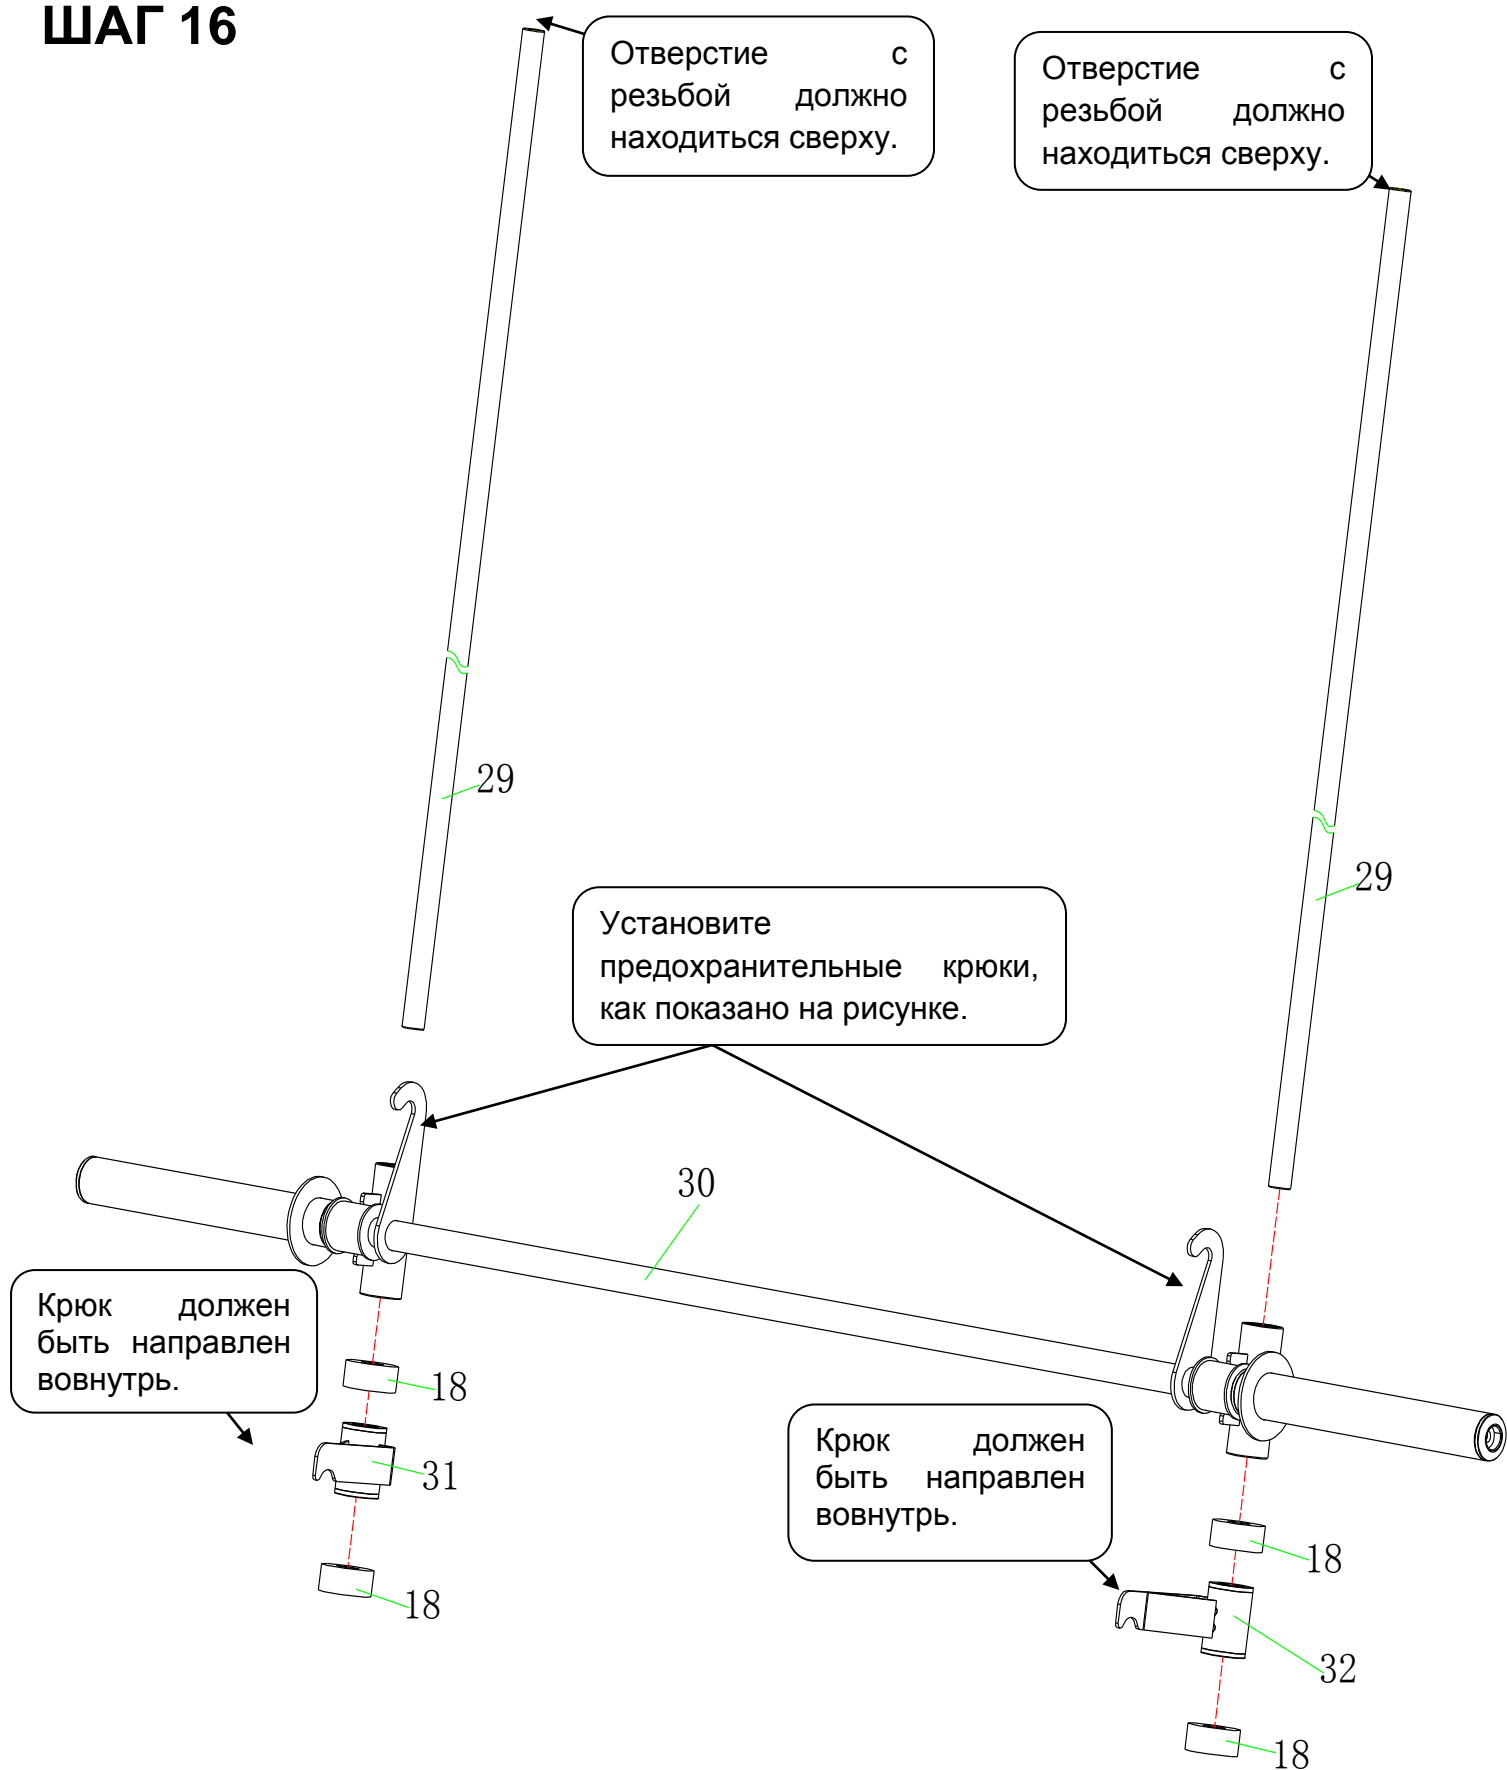 ШАГ 16
Отверстие с
резьбой должно
находиться сверху.
Отверстие с
резьбой должно
находиться сверху.
29
29
Установите
предохранительные крюки,
как показано на рисунке.
30
Крюк должен
быть направлен
вовнутрь.
18
31
18
Крюк должен
быть направлен
вовнутрь.
18
32
18